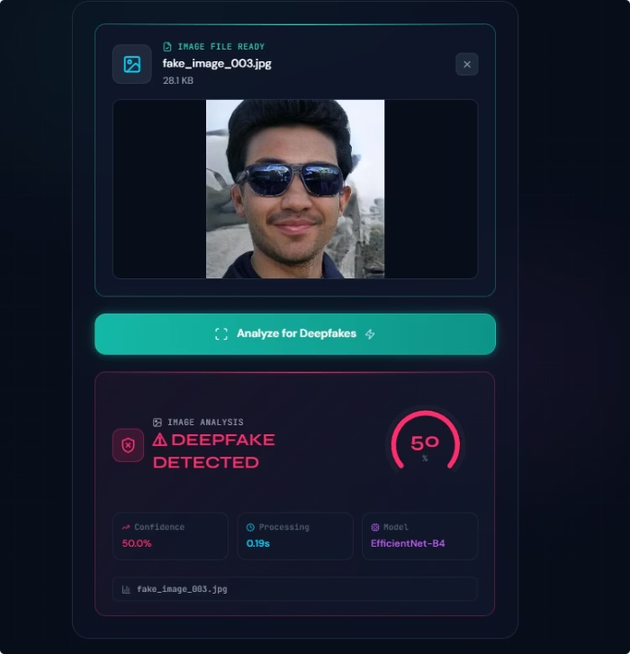 IMAGE FILE READY
fake_image_003.jpg
28.1 KB
Analyze for Deepfakes
IMAGE ANALYSIS
⚠ DEEPFAKE
DETECTED
50
%
Confidence
50.0%
Processing
0.19s
Model
EfficientNet-B4
fake_image_003.jpg